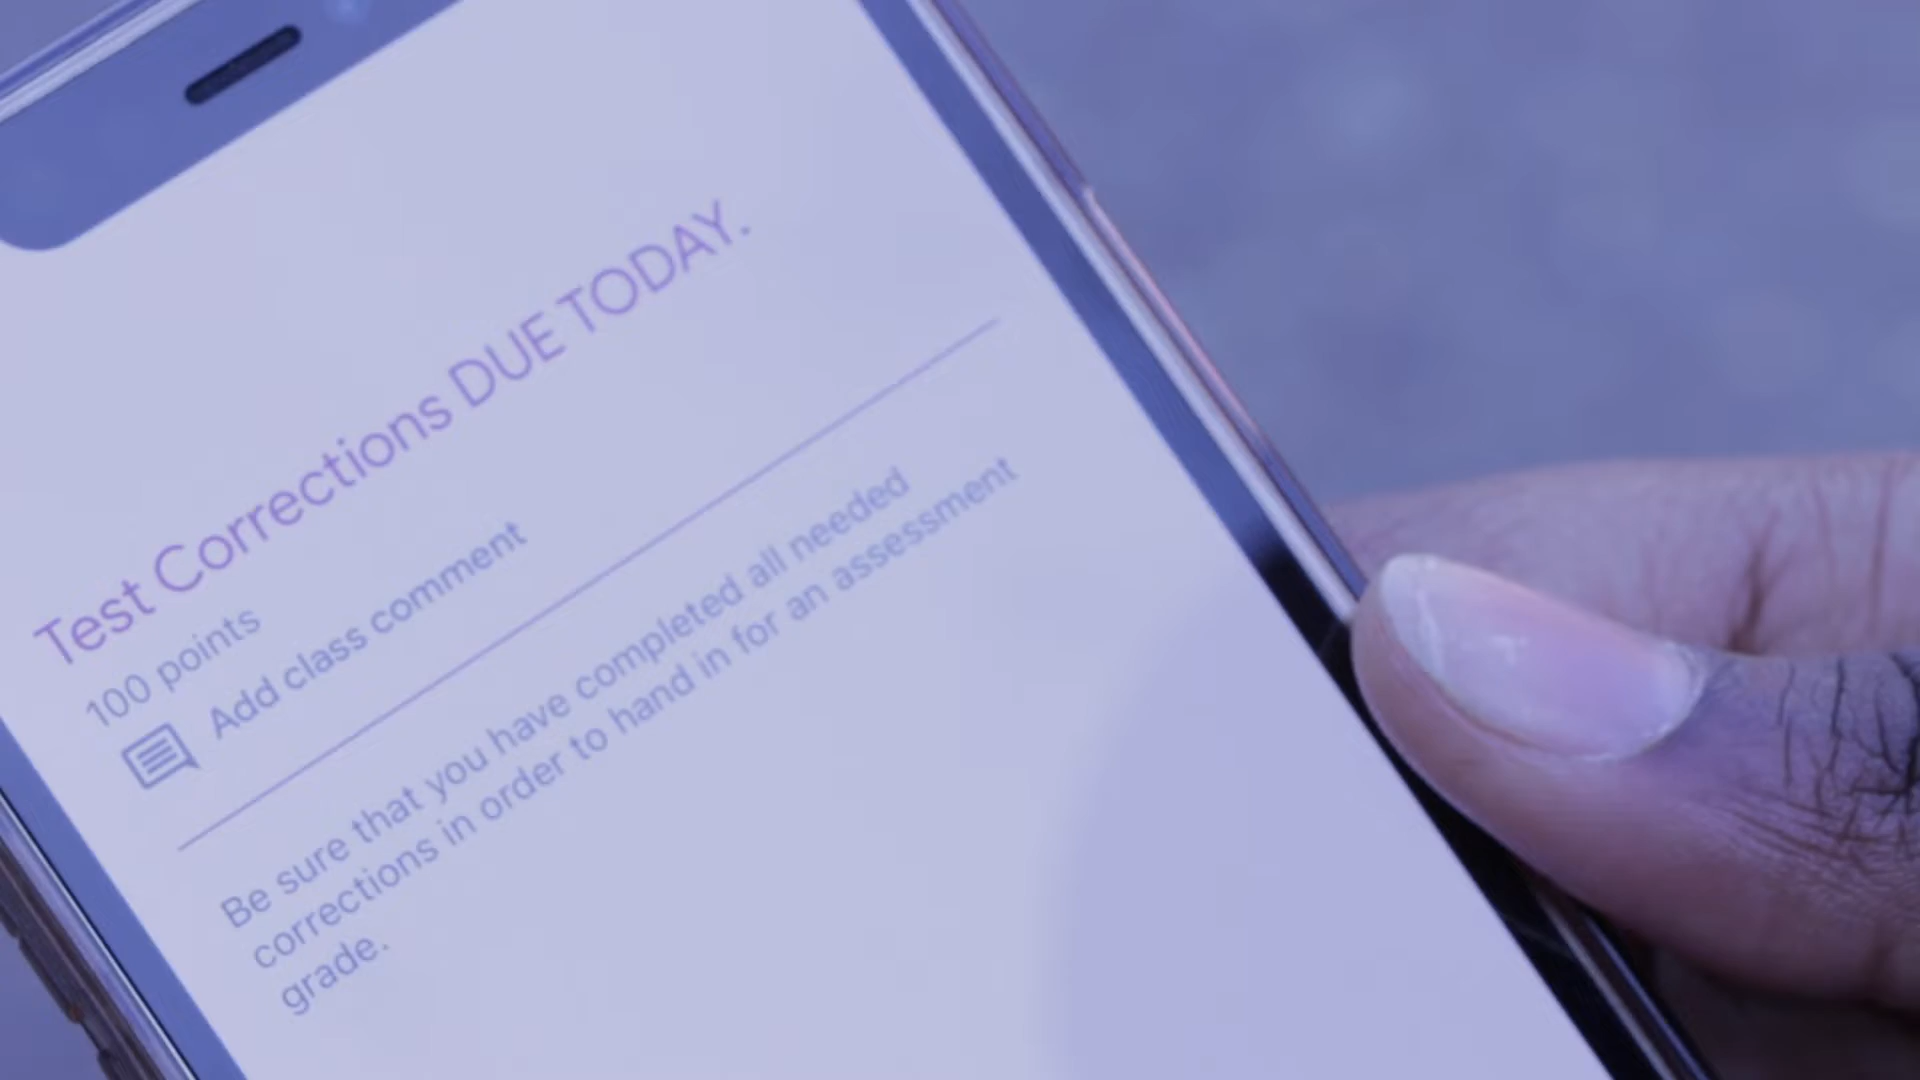 Test Corrections DUE TODAY.
100 points
Add class comment
Be sure that you have completed all needed
corrections in order to hand in for an assessment
grade.